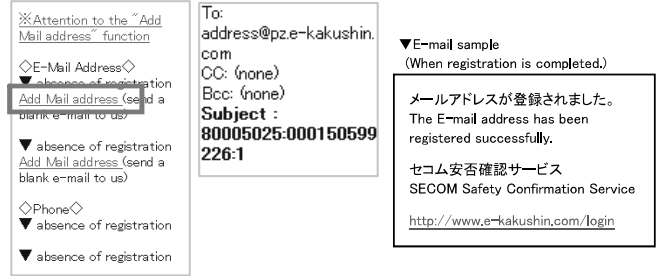 ※Attention to the "Add
Mail address" function
◇E-Mail Address◇
▼ absence of registration
Add Mail address (send a
blank e-mail to us)
▼ absence of registration
Add Mail address (send a
blank e-mail to us)
◇Phone◇
▼ absence of registration
▼ absence of registration
To:
address@pz.e-kakushin.
com
CC: (none)
Bcc: (none)
Subject :
80005025:000150599
226:1
▼E-mail sample
(When registration is completed.)
メールアドレスが登録されました。
The E-mail address has been
registered successfully.
セコム安否確認サービス
SECOM Safety Confirmation Service
http://www.e-kakushin.com/login